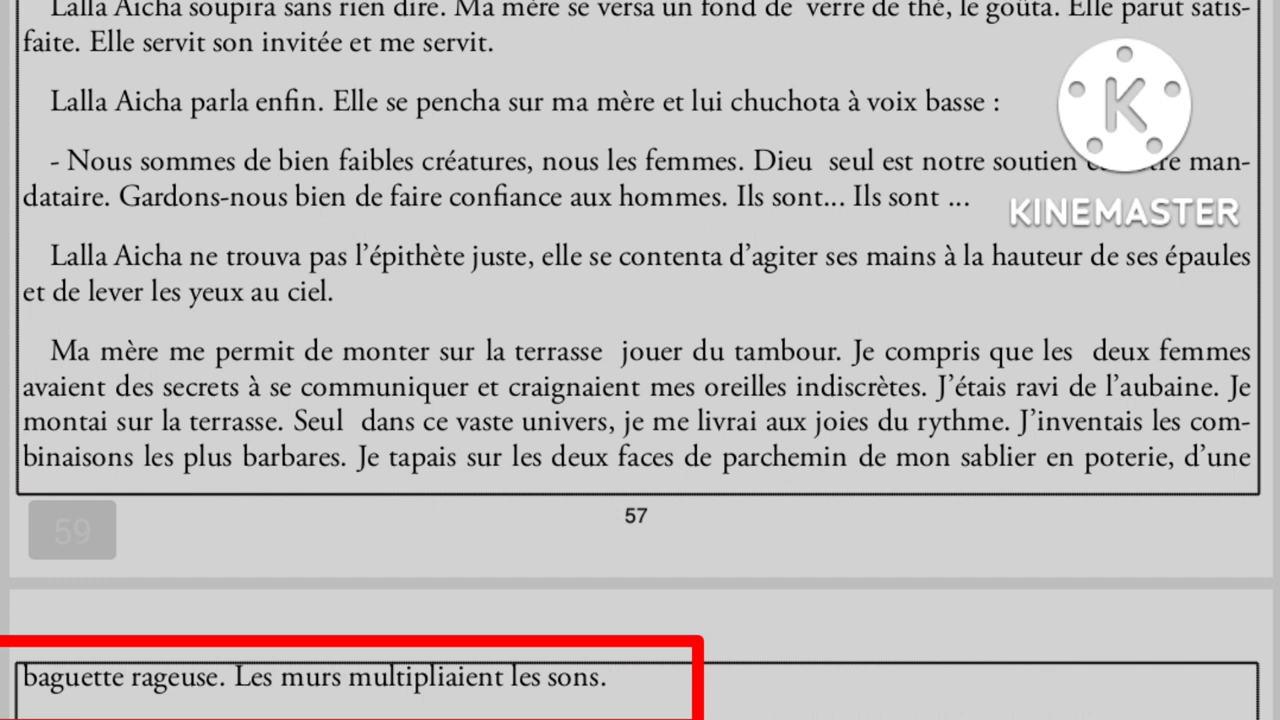 Lalla Aicha soupira sans rien dire. Ma mère se versa un fond de verre de thé, le goûta. Elle parut satis-
faite. Elle servit son invitée et me servit.
Lalla Aicha parla enfin. Elle se pencha sur ma mère et lui chuchota à voix basse :
- Nous sommes de bien faibles créatures, nous les femmes. Dieu seul est notre soutien man-
dataire. Gardons-nous bien de faire confiance aux hommes. Ils sont... Ils sont ...
KINEMASTER
Lalla Aicha ne trouva pas l'épithète juste, elle se contenta d'agiter ses mains à la hauteur de ses épaules
et de lever les yeux au ciel.
Ma mère me permit de monter sur la terrasse jouer du tambour. Je compris que les deux femmes
avaient des secrets à se communiquer et craignaient mes oreilles indiscrètes. J'étais ravi de l'aubaine. Je
montai sur la terrasse. Seul dans ce vaste univers, je me livrai aux joies du rythme. J'inventais les com-
binaisons les plus barbares. Je tapais sur les deux faces de parchemin de mon sablier en poterie, d'une
57
59
baguette rageuse. Les murs multipliaient les sons.